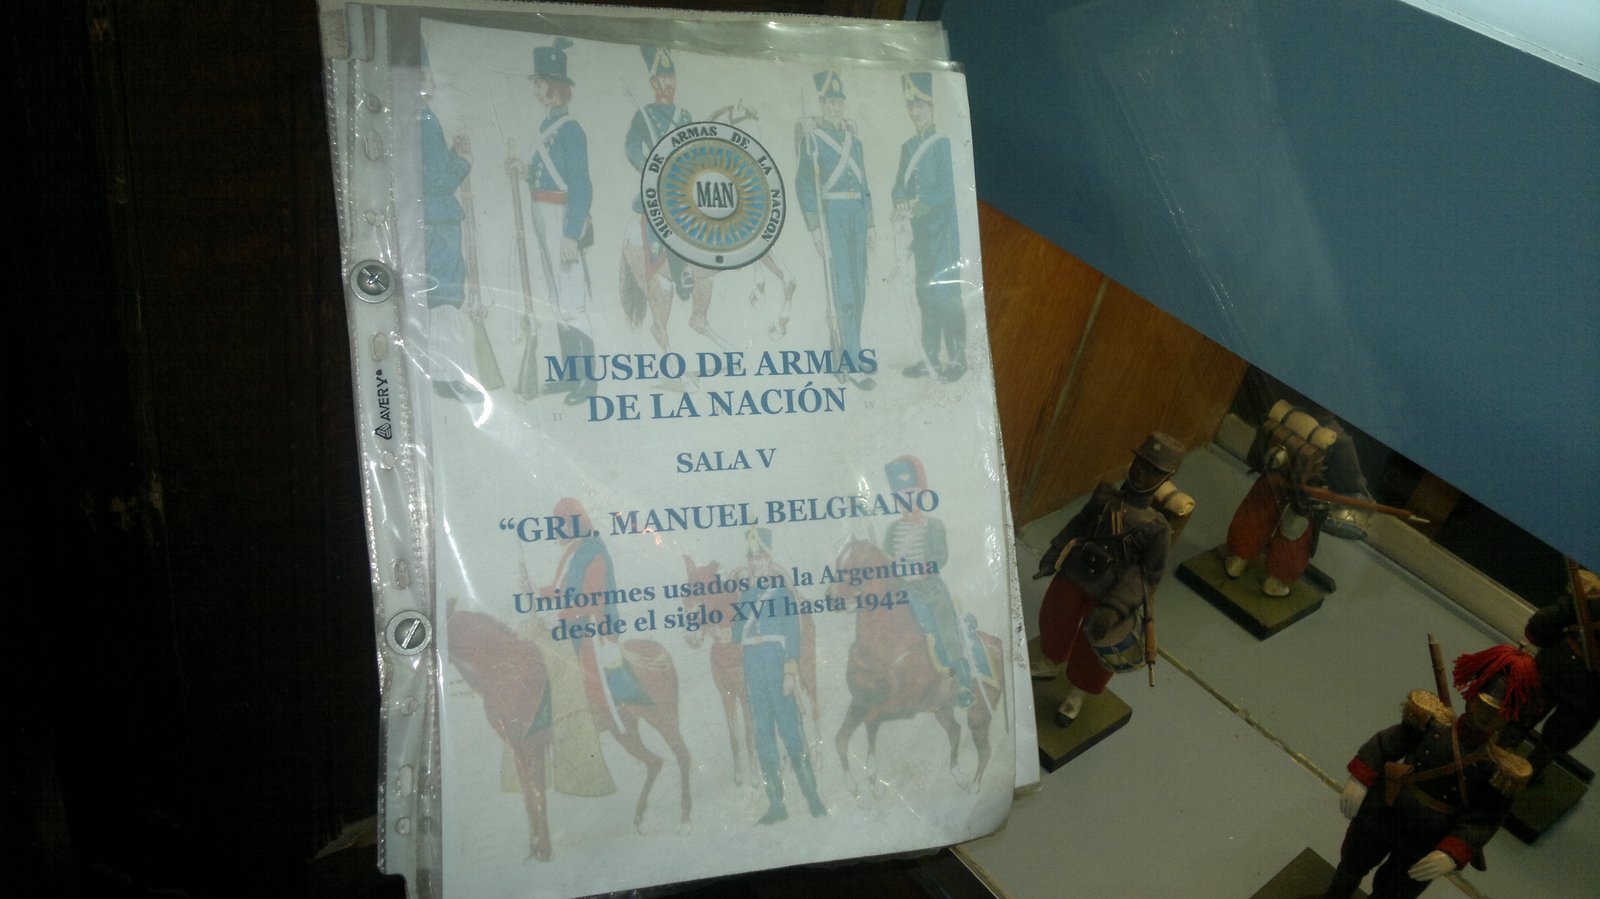 MUSEO DE ARMAS DE LA NACION
MAN
MUSEO DE ARMAS
DE LA NACIÓN
SALA V
“GRL. MANUEL BELGRANO
Uniformes usados en la Argentina
desde el siglo XVI hasta 1942
AVERY®